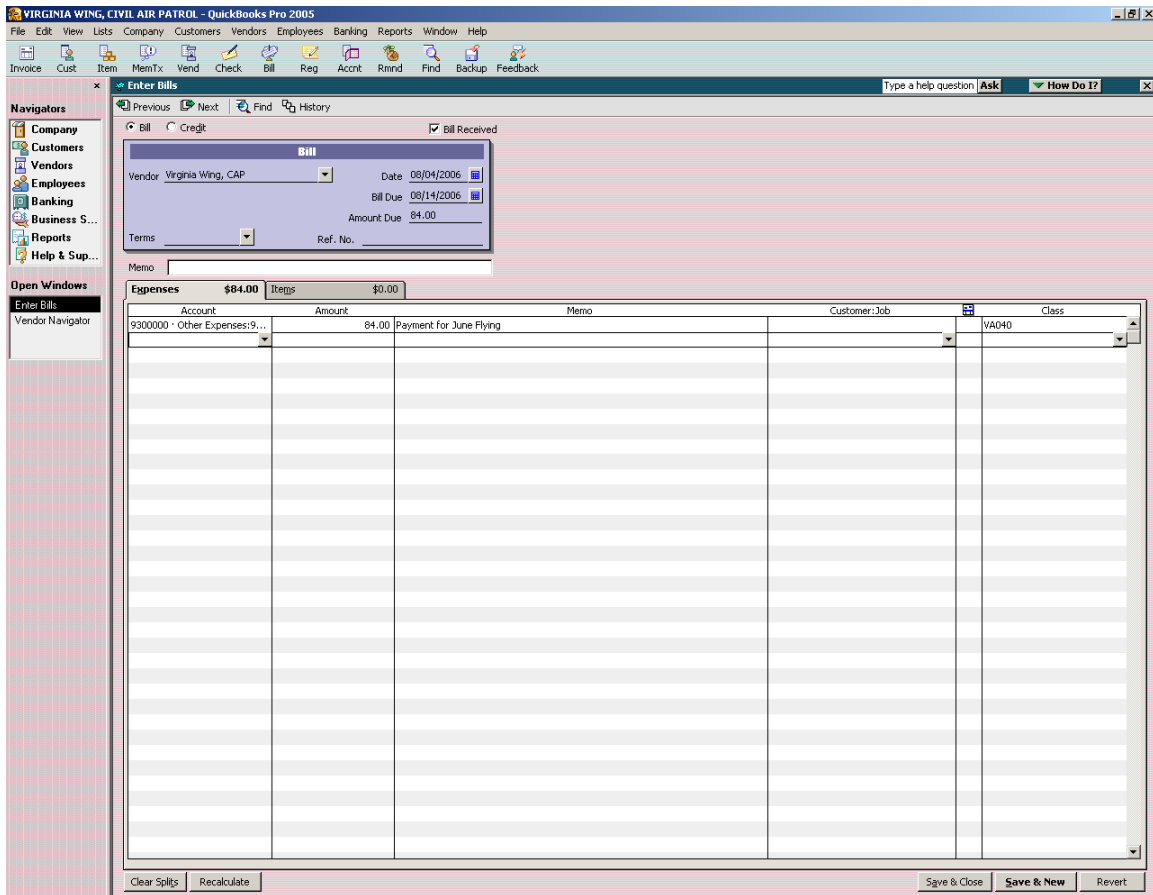 VIRGINIA WING, CIVIL AIR PATROL - QuickBooks Pro 2005
File Edit View Lists Company Customers Vendors Employees Banking Reports Window Help
Invoice Cust Item MemTx Vend Check Bill Reg Accnt Rmnd Find Backup Feedback
Enter Bills Type a help question Ask How Do I?
Navigators
Company
Customers
Vendors
Employees
Banking
Business S...
Reports
Help & Sup...
Open Windows
Enter Bills
Vendor Navigator
Previous Next Find History
Bill Credit Bill Received
Bill
Vendor Virginia Wing, CAP Date 08/04/2006
Bill Due 08/14/2006
Amount Due 84.00
Terms Ref. No.
Memo
Expenses $84.00 Items $0.00
Account Amount Memo Customer:Job Class
9300000 · Other Expenses:9... 84.00 Payment for June Flying VA040
Clear Splits Recalculate Save & Close Save & New Revert